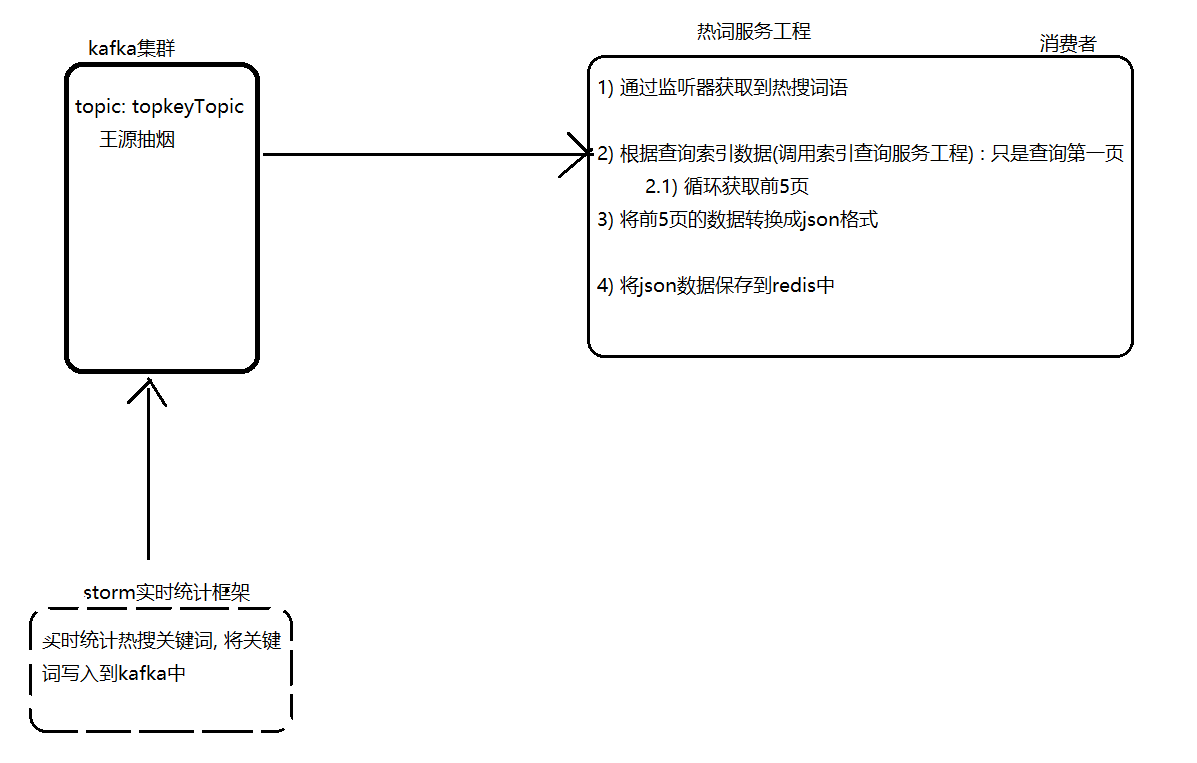 kafka集群
topic: topkeyTopic
王源抽烟
热词服务工程
消费者
1) 通过监听器获取到热搜词语
2) 根据查询索引数据(调用索引查询服务工程) : 只是查询第一页
2.1) 循环获取前5页
3) 将前5页的数据转换成json格式
4) 将json数据保存到redis中
storm实时统计框架
实时统计热搜关键词, 将关键
词写入到kafka中